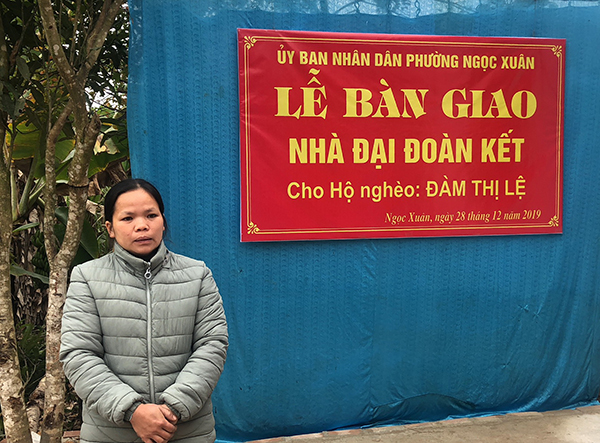 ỦY BAN NHÂN DÂN PHƯỜNG NGỌC XUÂN
LỄ BÀN GIAO
NHÀ ĐẠI ĐOÀN KẾT
Cho Hộ nghèo: ĐÀM THỊ LỆ
Ngọc Xuân, ngày 28 tháng 12 năm 2019